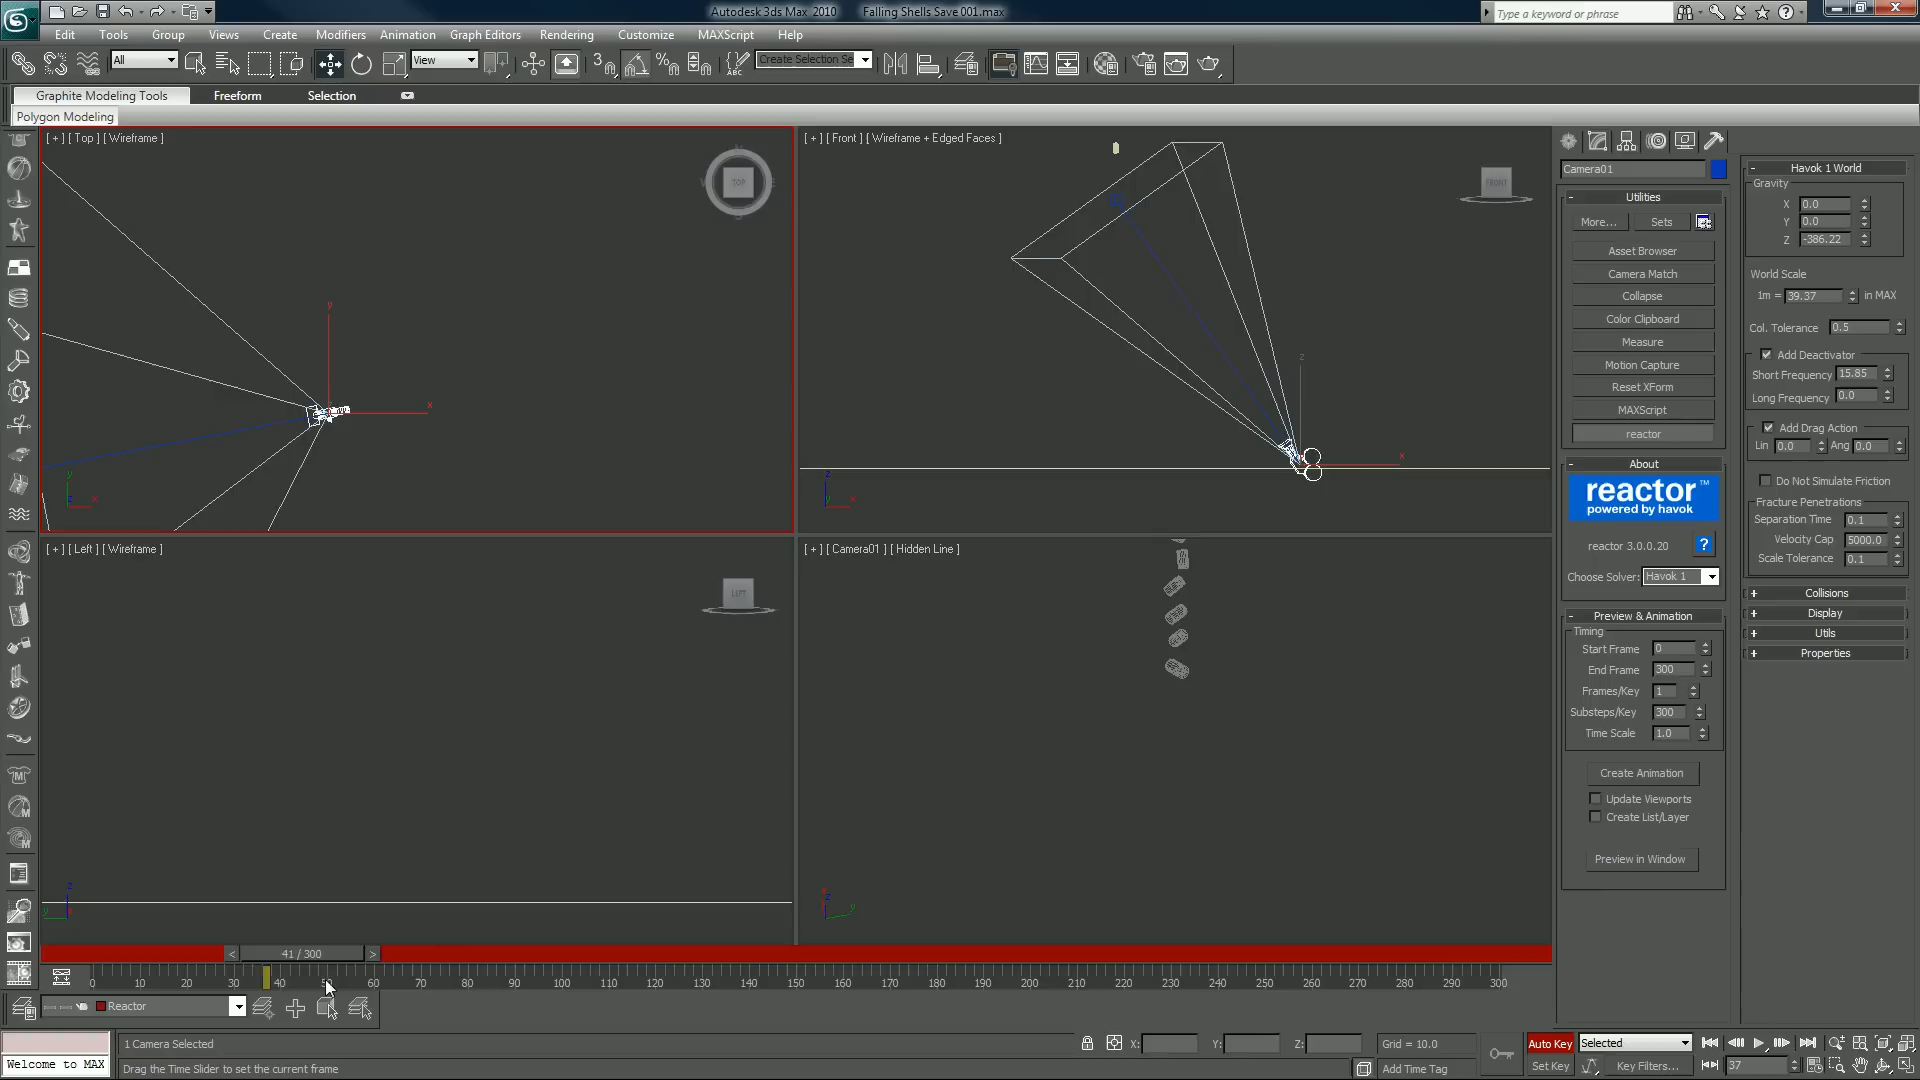 Autodesk 3ds Max 2010 Falling Shells Save 001.max
Type a keyword or phrase
Edit Tools Group Views Create Modifiers Animation Graph Editors Rendering Customize MAXScript Help
All View Create Selection Se
Graphite Modeling Tools Freeform Selection
Polygon Modeling
[ + ] [ Top ] [ Wireframe ]
TOP
[ + ] [ Front ] [ Wireframe + Edged Faces ]
FRONT
[ + ] [ Left ] [ Wireframe ]
LEFT
[ + ] [ Camera01 ] [ Hidden Line ]
Camera01
Utilities
More... Sets
Asset Browser
Camera Match
Collapse
Color Clipboard
Measure
Motion Capture
Reset XForm
MAXScript
reactor
About
reactor™
powered by havok
reactor 3.0.0.20 ?
Choose Solver: Havok 1
Preview & Animation
Timing
Start Frame 0
End Frame 300
Frames/Key 1
Substeps/Key 300
Time Scale 1.0
Create Animation
Update Viewports
Create List/Layer
Preview in Window
Havok 1 World
Gravity
X 0.0
Y 0.0
Z -386.22
World Scale
1m = 39.37 in MAX
Col. Tolerance 0.5
Add Deactivator
Short Frequency 15.85
Long Frequency 0.0
Add Drag Action
Lin 0.0 Ang 0.0
Do Not Simulate Friction
Fracture Penetrations
Separation Time 0.1
Velocity Cap 5000.0
Scale Tolerance 0.1
Collisions
Display
Utils
Properties
< 41 / 300 >
0 10 20 30 40 60 70 80 90 100 110 120 130 140 150 160 170 180 190 200 210 220 230 240 250 260 270 280 290 300
Reactor
Welcome to MAX
1 Camera Selected
X: Y: Z: Grid = 10.0
Drag the Time Slider to set the current frame
Add Time Tag
Auto Key Selected
Set Key Key Filters... 37